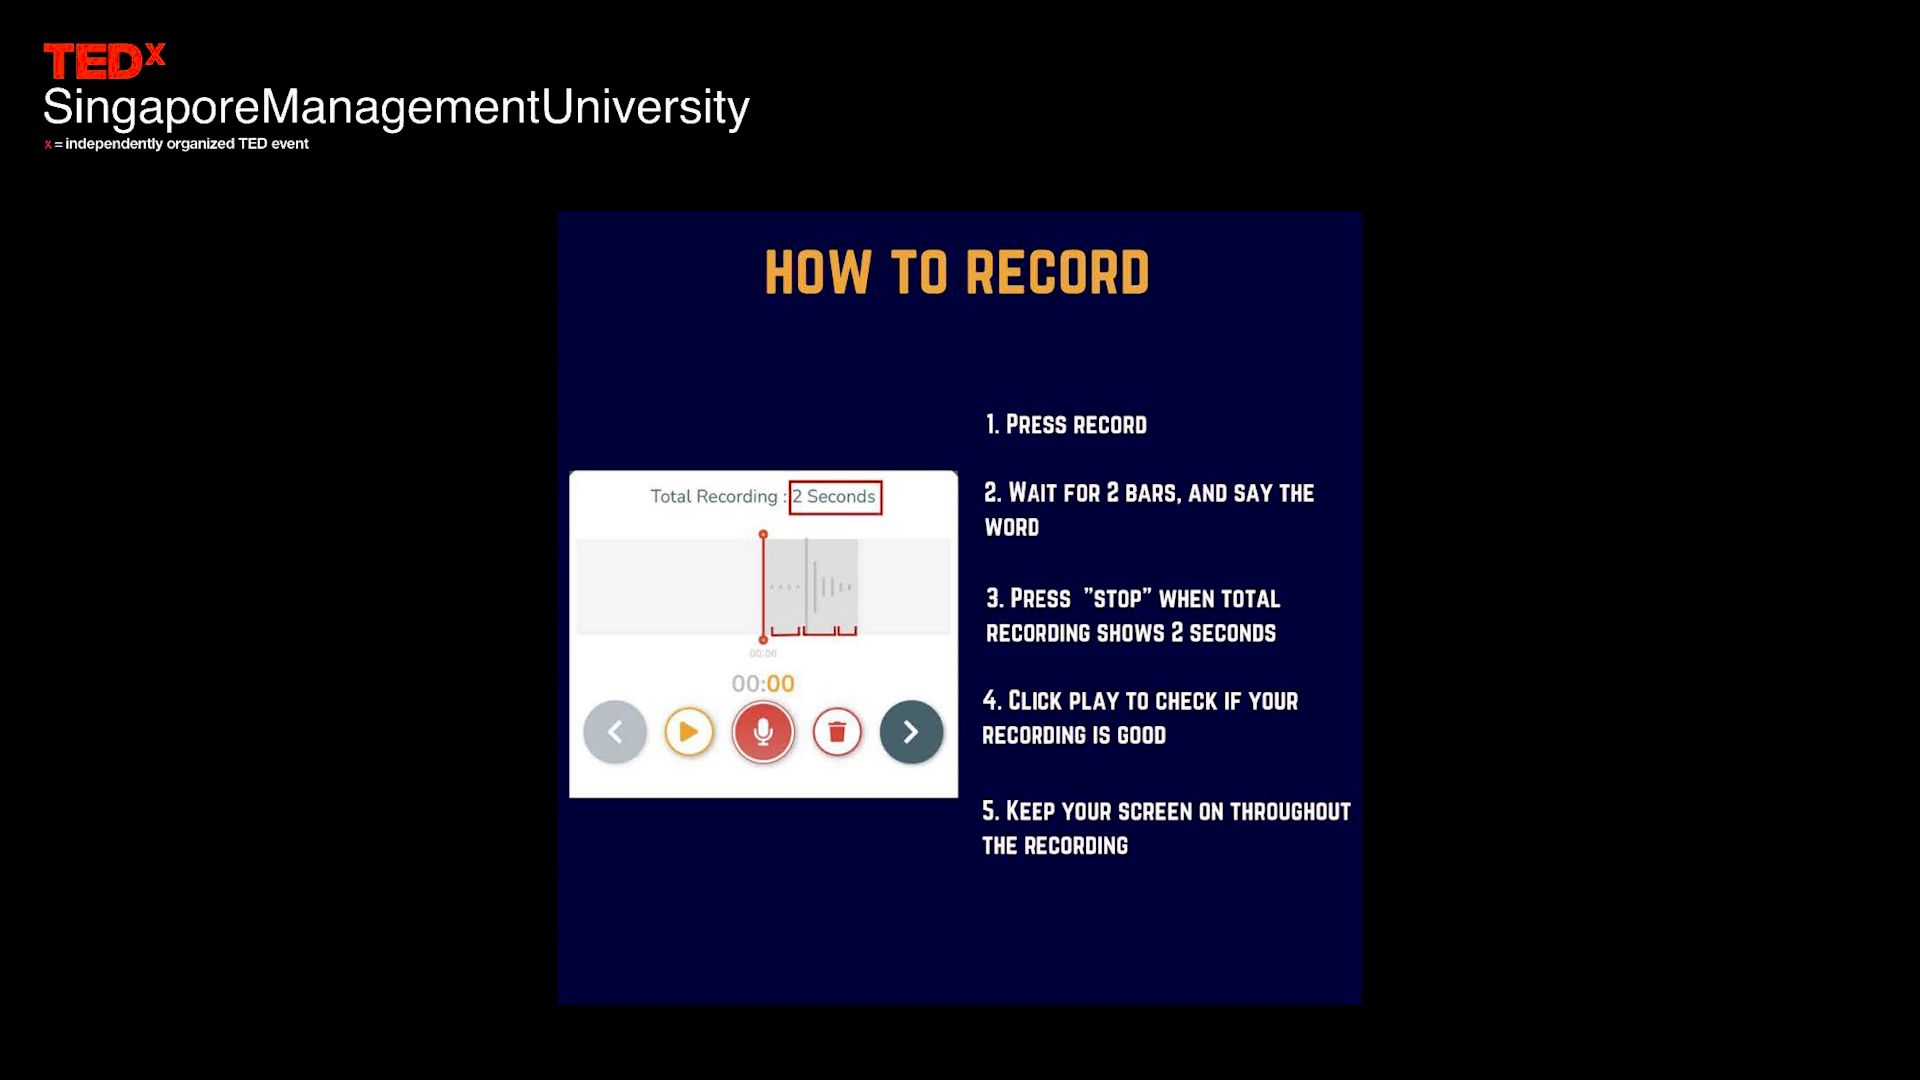 TEDx
SingaporeManagementUniversity
x = independently organized TED event
HOW TO RECORD
Total Recording : 2 Seconds
00:00
00:00
1. PRESS RECORD
2. WAIT FOR 2 BARS, AND SAY THE
WORD
3. PRESS "STOP" WHEN TOTAL
RECORDING SHOWS 2 SECONDS
4. CLICK PLAY TO CHECK IF YOUR
RECORDING IS GOOD
5. KEEP YOUR SCREEN ON THROUGHOUT
THE RECORDING